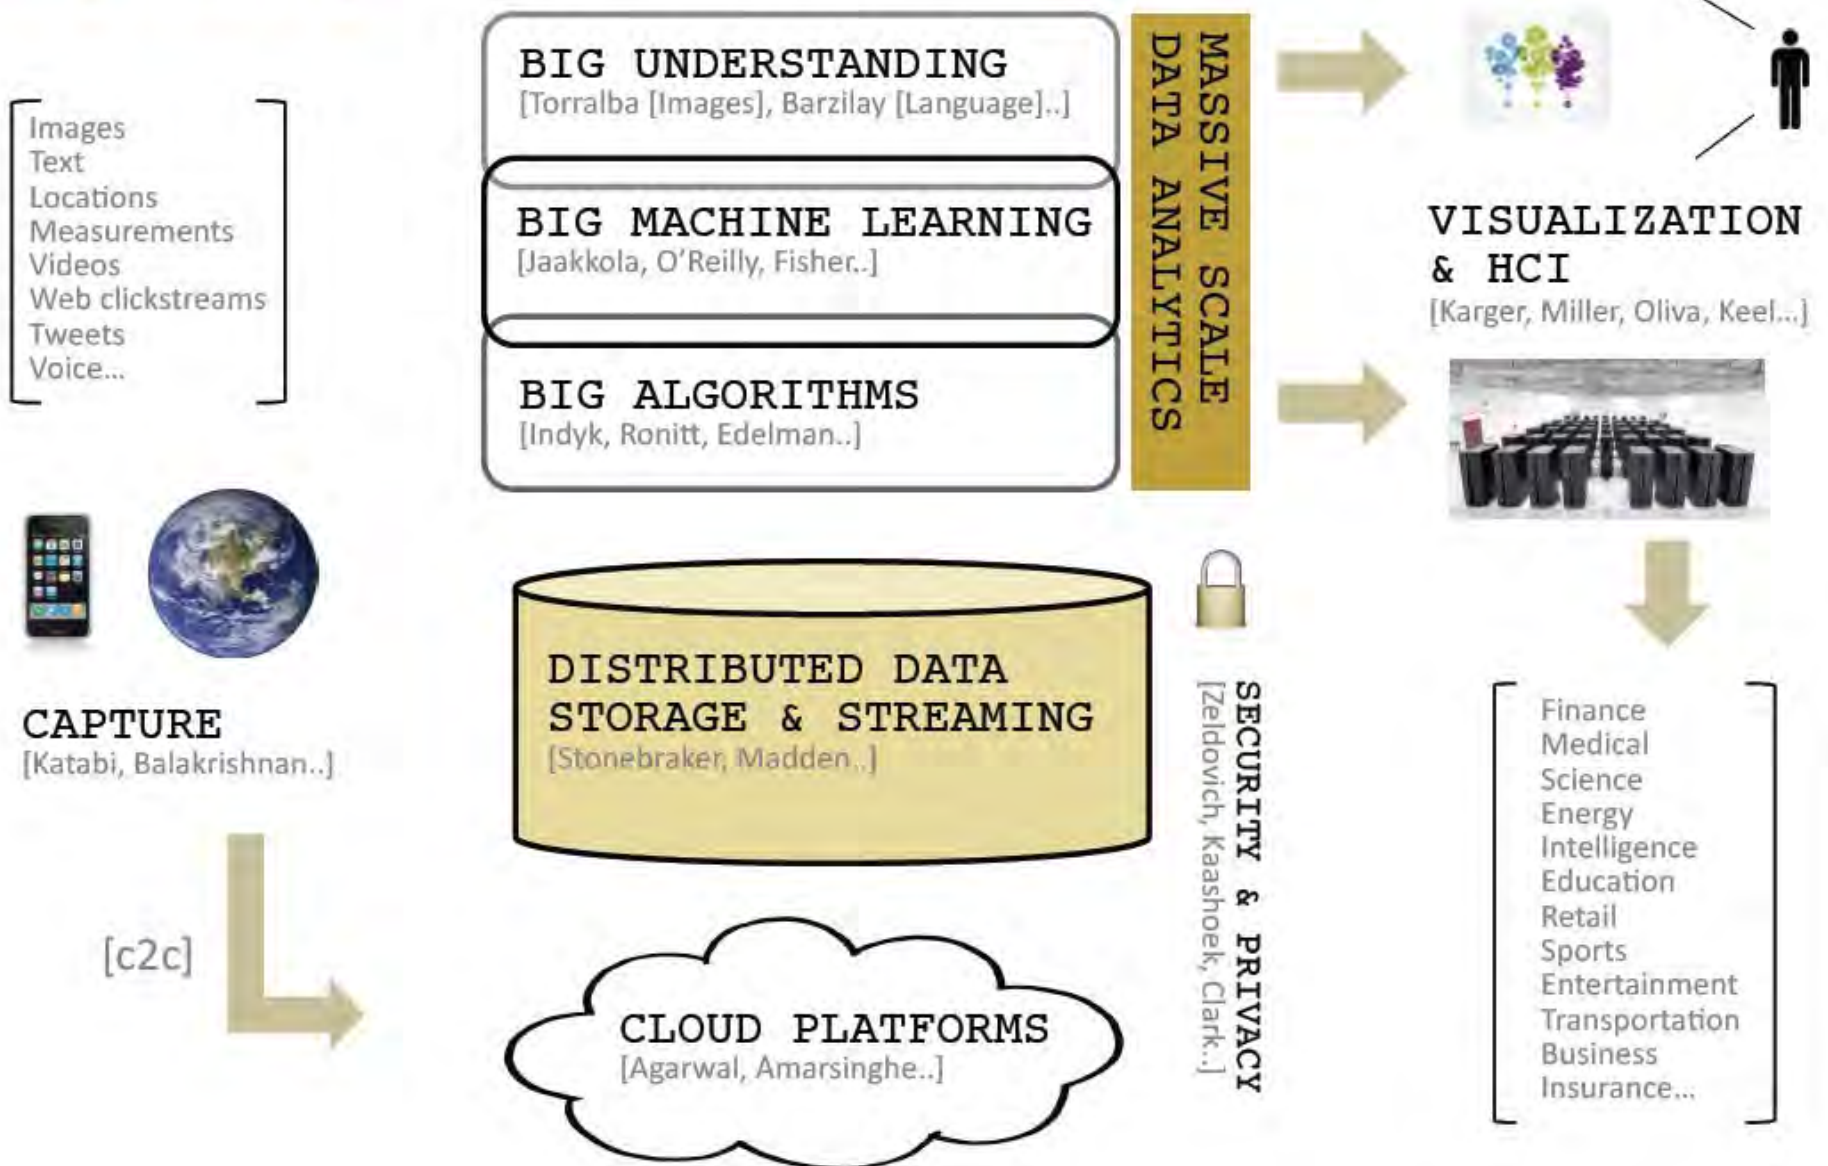 Images
Text
Locations
Measurements
Videos
Web clickstreams
Tweets
Voice...
CAPTURE
[Katabi, Balakrishnan..]
[c2c]
BIG UNDERSTANDING
[Torralba [Images], Barzilay [Language]..]
BIG MACHINE LEARNING
[Jaakkola, O'Reilly, Fisher..]
BIG ALGORITHMS
[Indyk, Ronitt, Edelman..]
MASSIVE SCALE
DATA ANALYTICS
DISTRIBUTED DATA
STORAGE & STREAMING
[Stonebraker, Madden..]
SECURITY & PRIVACY
[Zeldovich, Kaashoek, Clark..]
CLOUD PLATFORMS
[Agarwal, Amarsinghe..]
VISUALIZATION
& HCI
[Karger, Miller, Oliva, Keel...]
Finance
Medical
Science
Energy
Intelligence
Education
Retail
Sports
Entertainment
Transportation
Business
Insurance...